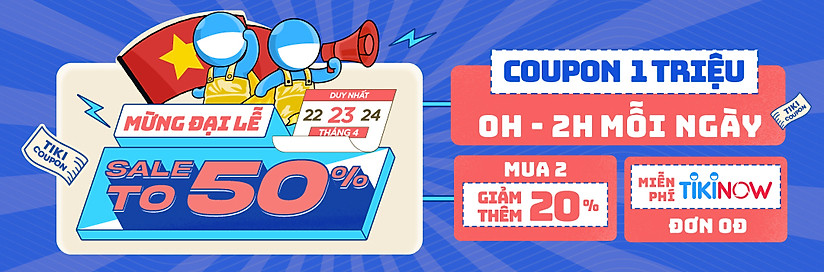 MỪNG ĐẠI LỄ
DUY NHẤT
22 23 24
THÁNG 4
SALE
TO 50%
TIKI
COUPON
COUPON 1 TRIỆU
0H - 2H MỖI NGÀY
TIKI
COUPON
MUA 2
GIẢM
THÊM 20%
MIỄN
PHÍ TIKINOW
ĐƠN 0Đ